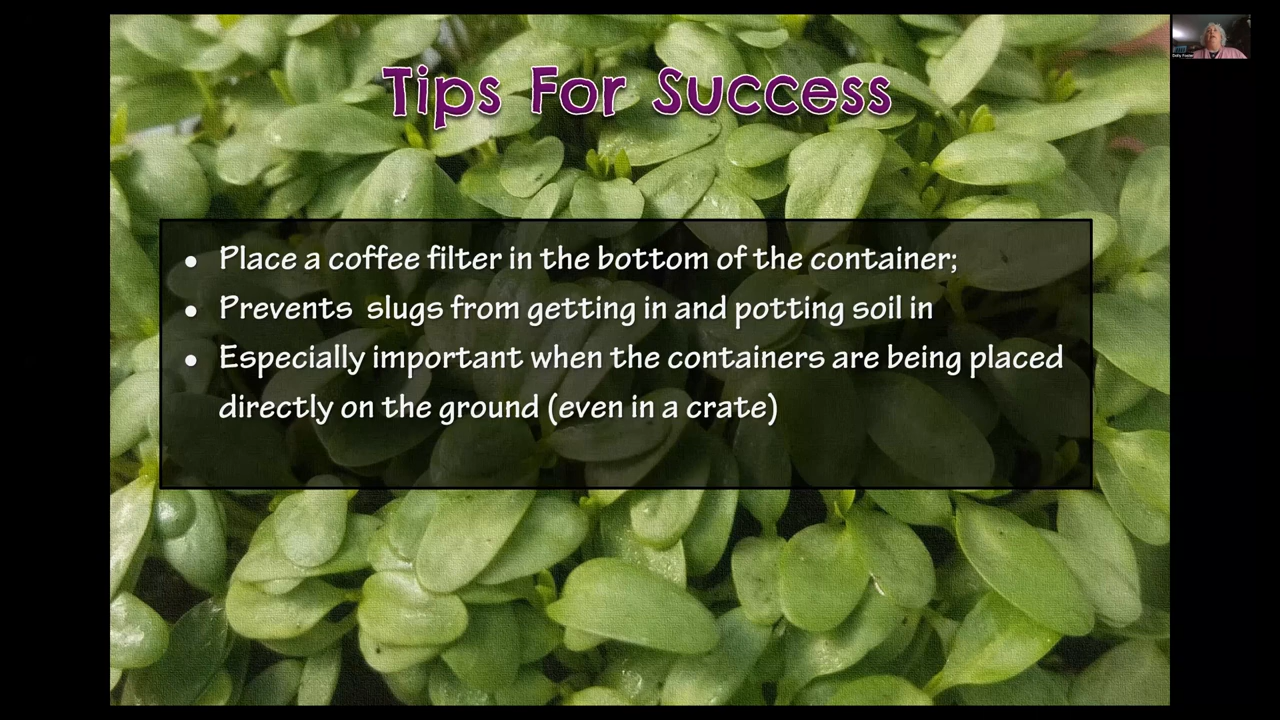 Tips For Success
• Place a coffee filter in the bottom of the container;
• Prevents slugs from getting in and potting soil in
• Especially important when the containers are being placed
directly on the ground (even in a crate)